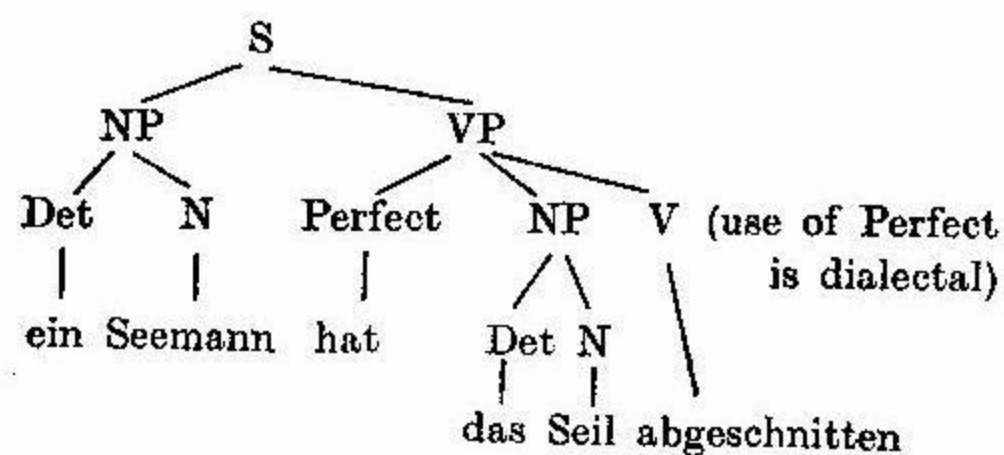 S
NP VP
Det N Perfect NP V (use of Perfect
is dialectal)
ein Seemann hat Det N
das Seil abgeschnitten